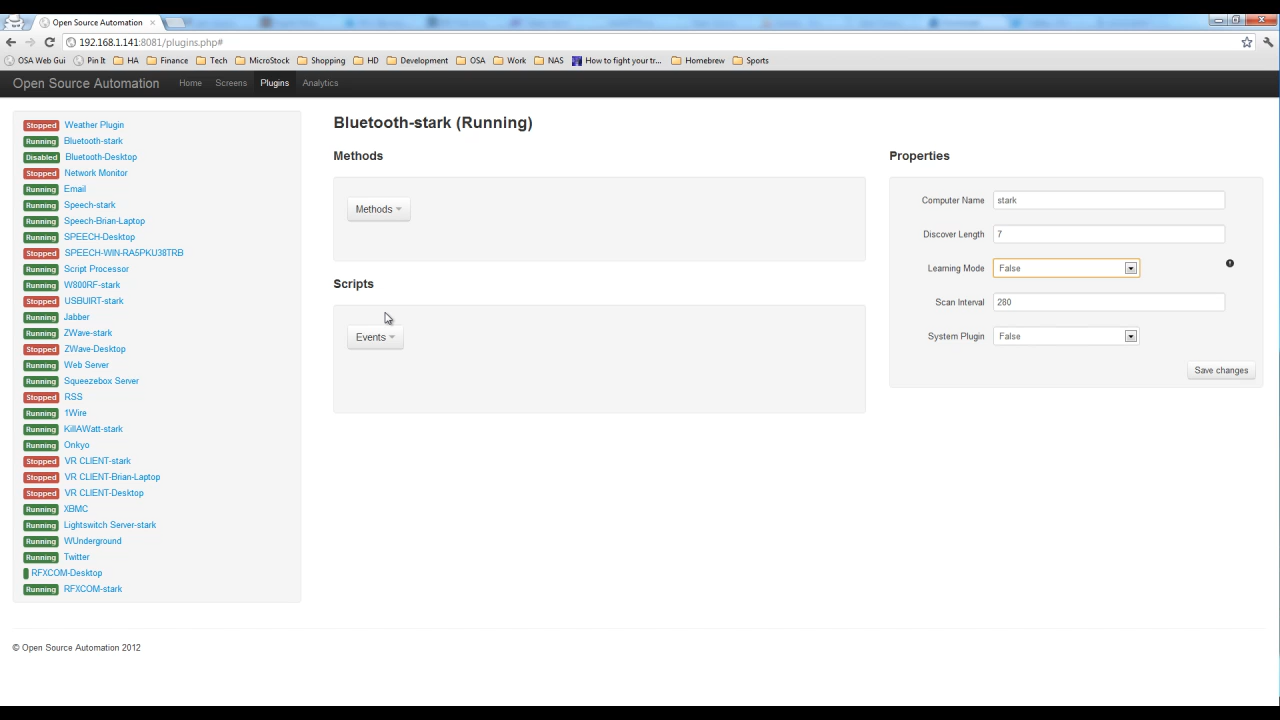 Open Source Automation
192.168.1.141:8081/plugins.php#
OSA Web Gui Pin It HA Finance Tech MicroStock Shopping HD Development OSA Work NAS How to fight your tr... Homebrew Sports
Open Source Automation Home Screens Plugins Analytics
Stopped Weather Plugin
Running Bluetooth-stark
Disabled Bluetooth-Desktop
Stopped Network Monitor
Running Email
Running Speech-stark
Running Speech-Brian-Laptop
Running SPEECH-Desktop
Stopped SPEECH-WIN-RA5PKU38TRB
Running Script Processor
Running W800RF-stark
Stopped USBUIRT-stark
Running Jabber
Running ZWave-stark
Stopped ZWave-Desktop
Running Web Server
Running Squeezebox Server
Stopped RSS
Running 1Wire
Running KillAWatt-stark
Running Onkyo
Stopped VR CLIENT-stark
Stopped VR CLIENT-Brian-Laptop
Stopped VR CLIENT-Desktop
Running XBMC
Running Lightswitch Server-stark
Running WUnderground
Running Twitter
RFXCOM-Desktop
Running RFXCOM-stark
Bluetooth-stark (Running)
Methods
Methods
Scripts
Events
Properties
Computer Name stark
Discover Length 7
Learning Mode False
Scan Interval 280
System Plugin False
Save changes
© Open Source Automation 2012